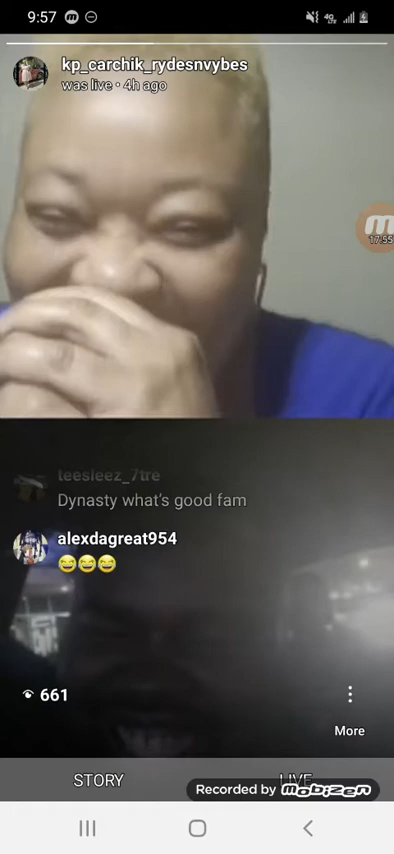 9:57
4G
kp_carchik_rydesnvybes
was live • 4h ago
17:55
teesleez_7tre
Dynasty what's good fam
alexdagreat954
😂😂😂
661
More
STORY
LIVE
Recorded by mobizen